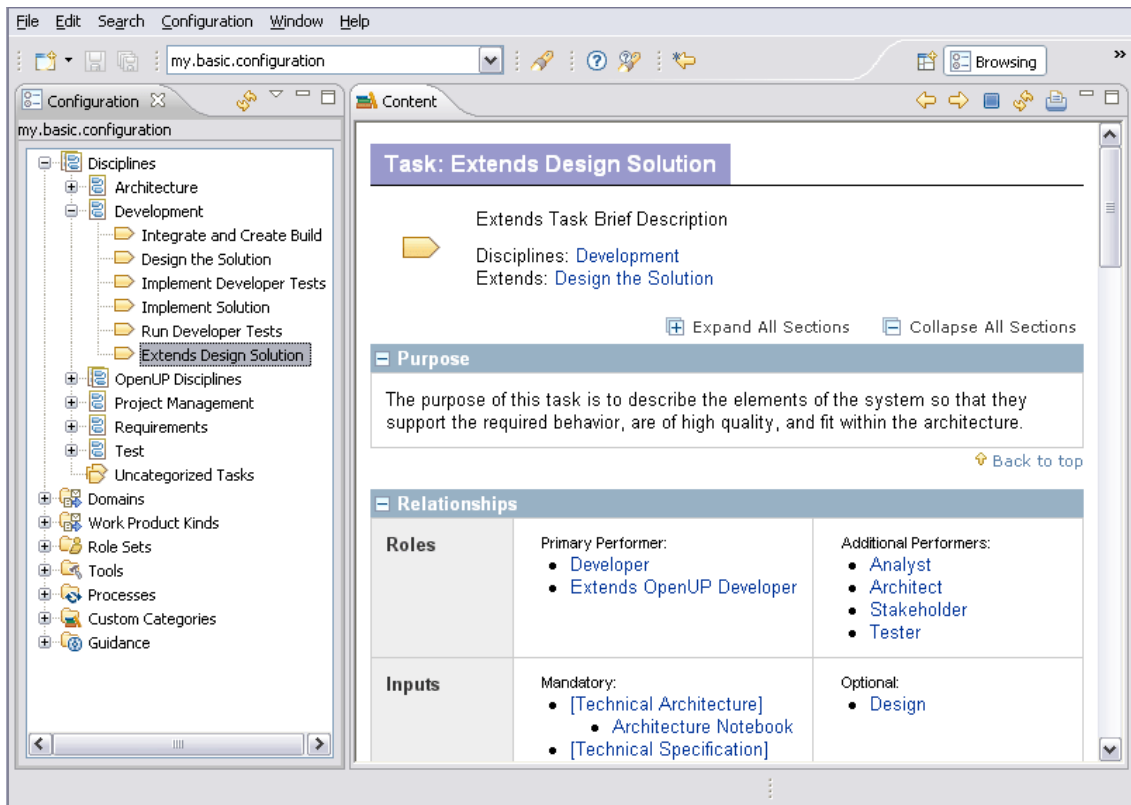 File Edit Search Configuration Window Help
my.basic.configuration
Browsing
»
Configuration
my.basic.configuration
Disciplines
Architecture
Development
Integrate and Create Build
Design the Solution
Implement Developer Tests
Implement Solution
Run Developer Tests
Extends Design Solution
OpenUP Disciplines
Project Management
Requirements
Test
Uncategorized Tasks
Domains
Work Product Kinds
Role Sets
Tools
Processes
Custom Categories
Guidance
Content
Task: Extends Design Solution
Extends Task Brief Description
Disciplines: Development
Extends: Design the Solution
Expand All Sections Collapse All Sections
Purpose
The purpose of this task is to describe the elements of the system so that they
support the required behavior, are of high quality, and fit within the architecture.
Back to top
Relationships
Roles
Primary Performer:
• Developer
• Extends OpenUP Developer
Additional Performers:
• Analyst
• Architect
• Stakeholder
• Tester
Inputs
Mandatory:
• [Technical Architecture]
• Architecture Notebook
• [Technical Specification]
Optional:
• Design